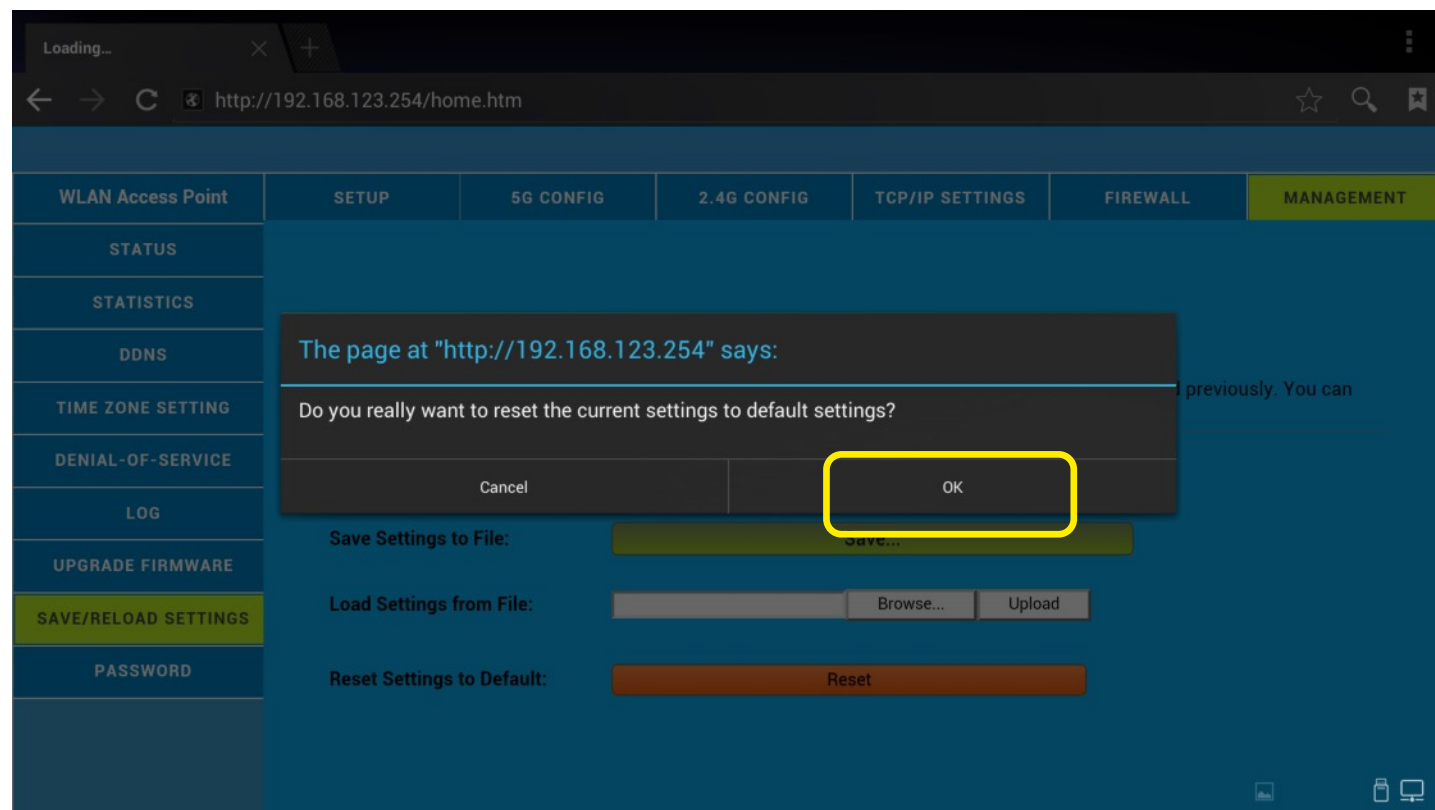 Loading...
http://192.168.123.254/home.htm
WLAN Access Point
SETUP
5G CONFIG
2.4G CONFIG
TCP/IP SETTINGS
FIREWALL
MANAGEMENT
STATUS
STATISTICS
DDNS
TIME ZONE SETTING
DENIAL-OF-SERVICE
LOG
UPGRADE FIRMWARE
SAVE/RELOAD SETTINGS
PASSWORD
previously. You can
The page at "http://192.168.123.254" says:
Do you really want to reset the current settings to default settings?
Cancel
OK
Save Settings to File:
Save...
Load Settings from File:
Browse...
Upload
Reset Settings to Default:
Reset